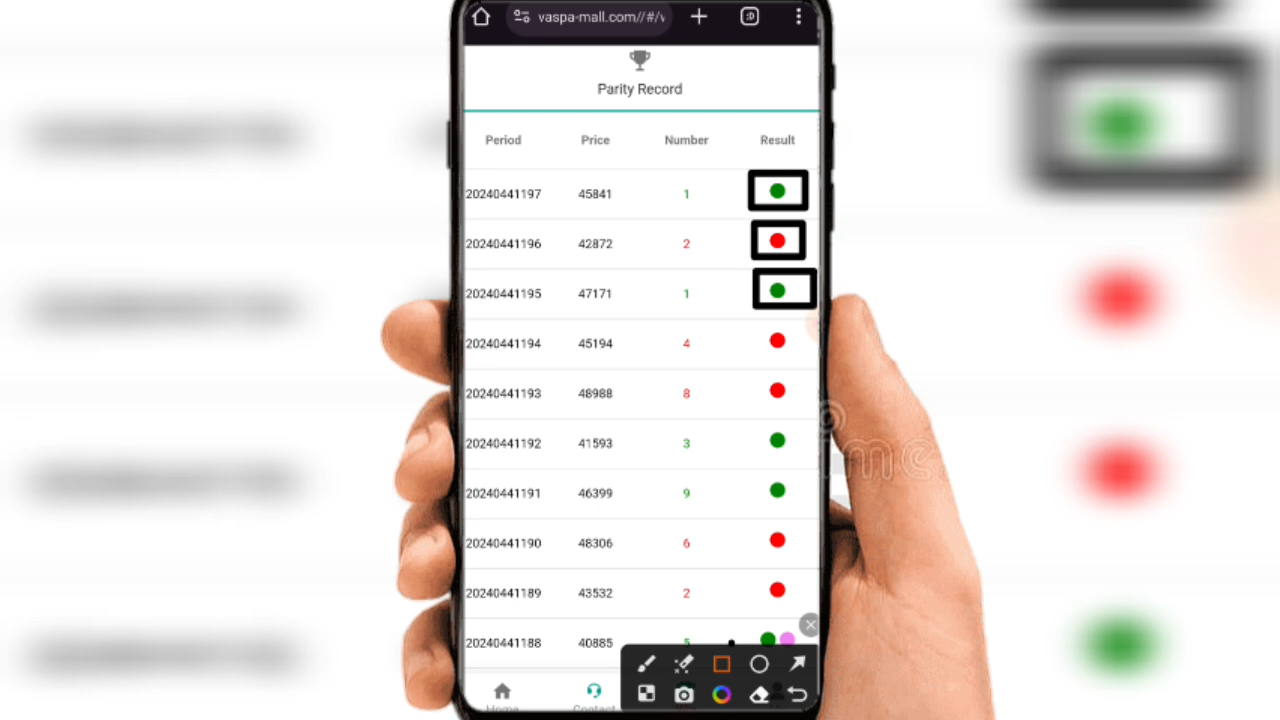 vaspa-mall.com//#/v
:D
Parity Record
Period Price Number Result
20240441197 45841 1
20240441196 42872 2
20240441195 47171 1
20240441194 45194 4
20240441193 48988 8
20240441192 41593 3
20240441191 46399 9
20240441190 48306 6
20240441189 43532 2
20240441188 40885 5
Home Contact